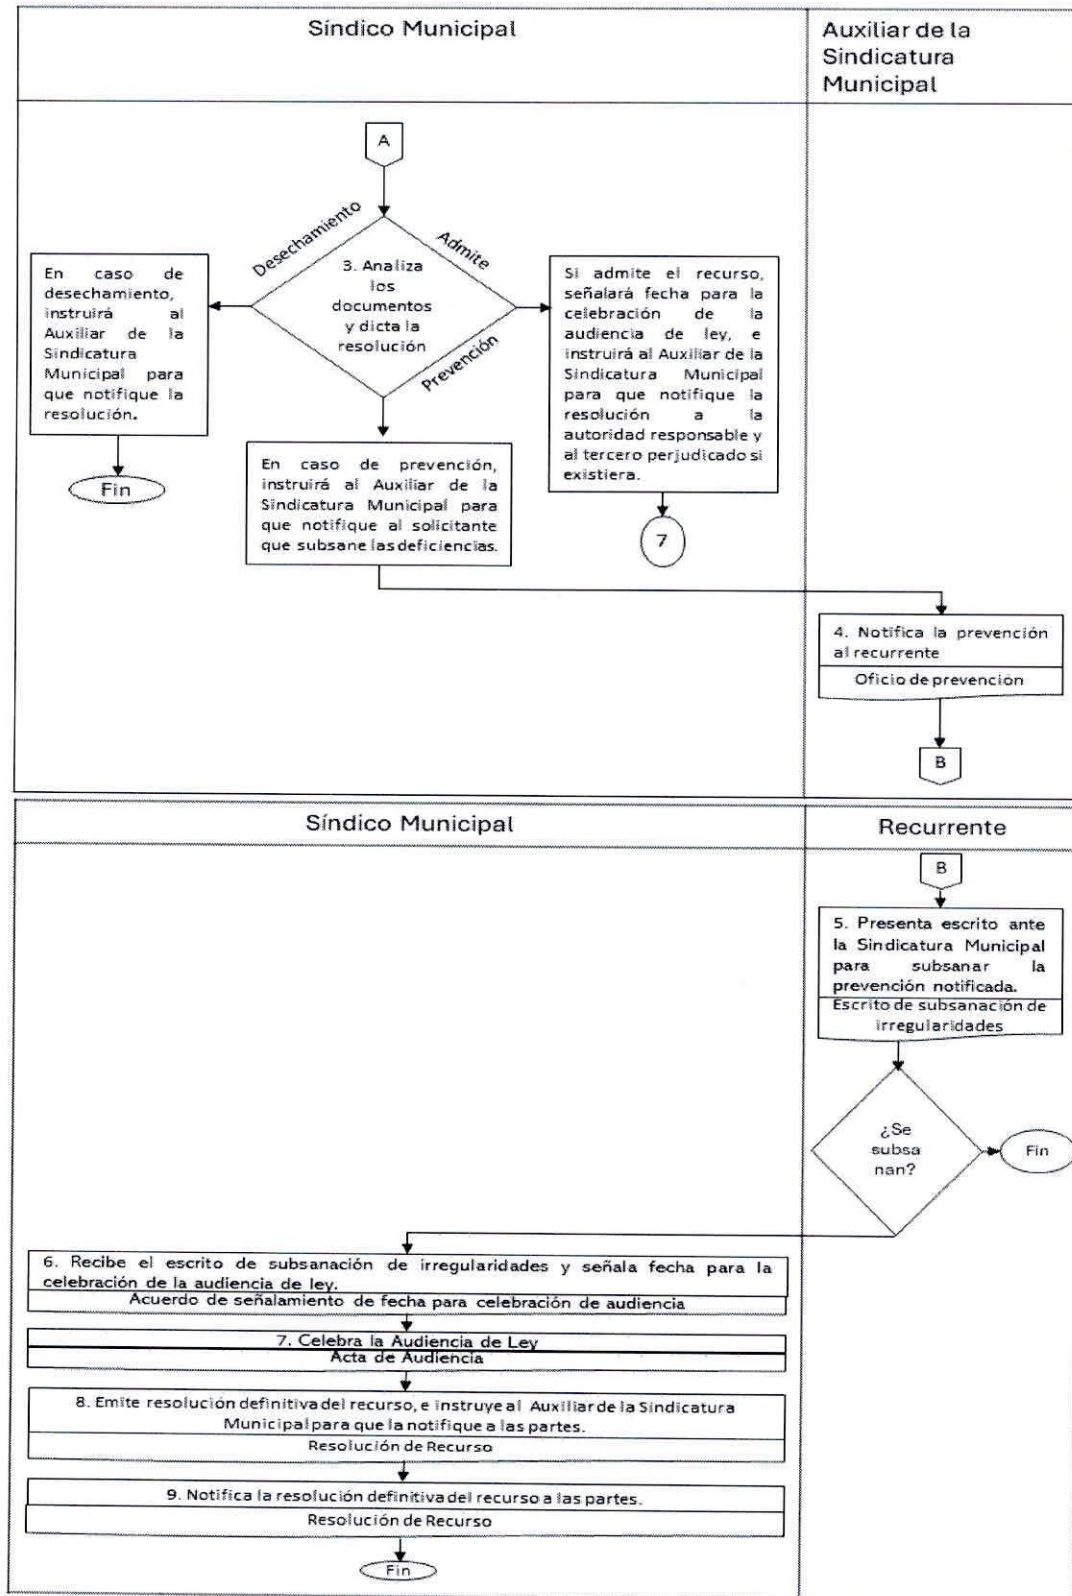 Síndico Municipal
Auxiliar de la
Sindicatura
Municipal
A
Desechamiento
Admite
Prevención
3. Analiza
los
documentos
y dicta la
resolución
En caso de
desechamiento,
instruirá al
Auxiliar de la
Sindicatura
Municipal para
que notifique la
resolución.
Fin
En caso de prevención,
instruirá al Auxiliar de la
Sindicatura Municipal para
que notifique al solicitante
que subsane las deficiencias.
Si admite el recurso,
señalará fecha para la
celebración de la
audiencia de ley, e
instruirá al Auxiliar de la
Sindicatura Municipal
para que notifique la
resolución a la
autoridad responsable y
al tercero perjudicado si
existiera.
7
4. Notifica la prevención
al recurrente
Oficio de prevención
B
Síndico Municipal
Recurrente
B
5. Presenta escrito ante
la Sindicatura Municipal
para subsanar la
prevención notificada.
Escrito de subsanación de
irregularidades
¿Se
subsa
nan?
Fin
6. Recibe el escrito de subsanación de irregularidades y señala fecha para la
celebración de la audiencia de ley.
Acuerdo de señalamiento de fecha para celebración de audiencia
7. Celebra la Audiencia de Ley
Acta de Audiencia
8. Emite resolución definitiva del recurso, e instruye al Auxiliar de la Sindicatura
Municipal para que la notifique a las partes.
Resolución de Recurso
9. Notifica la resolución definitiva del recurso a las partes.
Resolución de Recurso
Fin